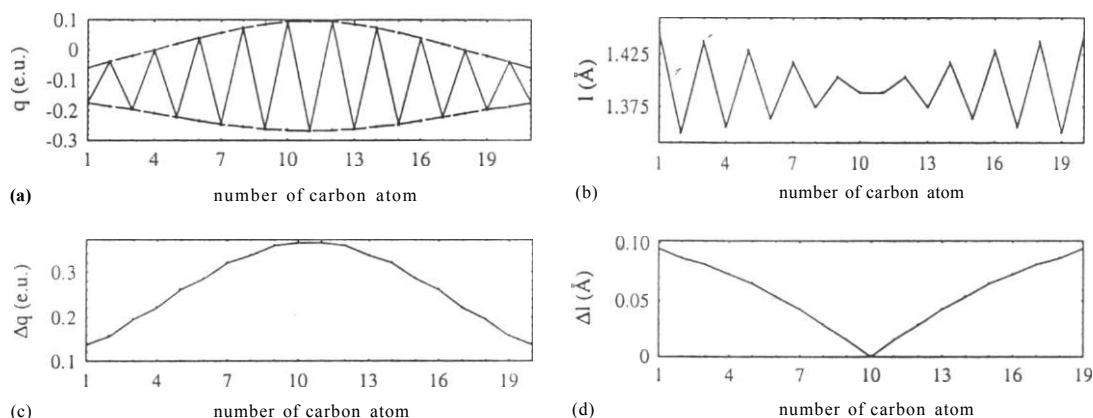 q (e.u.)
0.1
0
-0.1
-0.2
-0.3
1 4 7 10 13 16 19
(a) number of carbon atom
l (Å)
1.425
1.375
1 4 7 10 13 16 19
(b) number of carbon atom
Δq (e.u.)
0.3
0.2
0.1
1 4 7 10 13 16 19
(c) number of carbon atom
Δl (Å)
0.10
0.05
0
1 4 7 10 13 16 19
(d) number of carbon atom